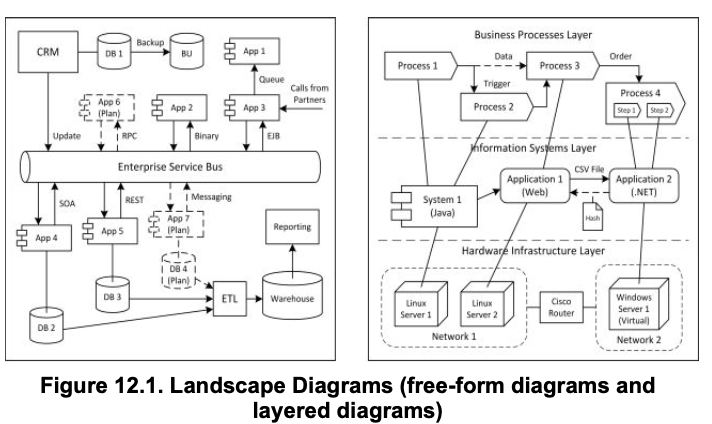 CRM
DB 1
Backup
BU
App 1
Queue
App 6
(Plan)
App 2
App 3
Calls from
Partners
Update
RPC
Binary
EJB
Enterprise Service Bus
SOA
REST
Messaging
App 4
App 5
App 7
(Plan)
Reporting
DB 4
(Plan)
DB 3
ETL
Warehouse
DB 2
Business Processes Layer
Process 1
Data
Process 3
Order
Trigger
Process 2
Process 4
Step 1
Step 2
Information Systems Layer
System 1
(Java)
Application 1
(Web)
CSV File
Hash
Application 2
(.NET)
Hardware Infrastructure Layer
Linux
Server 1
Linux
Server 2
Cisco
Router
Windows
Server 1
(Virtual)
Network 1
Network 2
Figure 12.1. Landscape Diagrams (free-form diagrams and
layered diagrams)